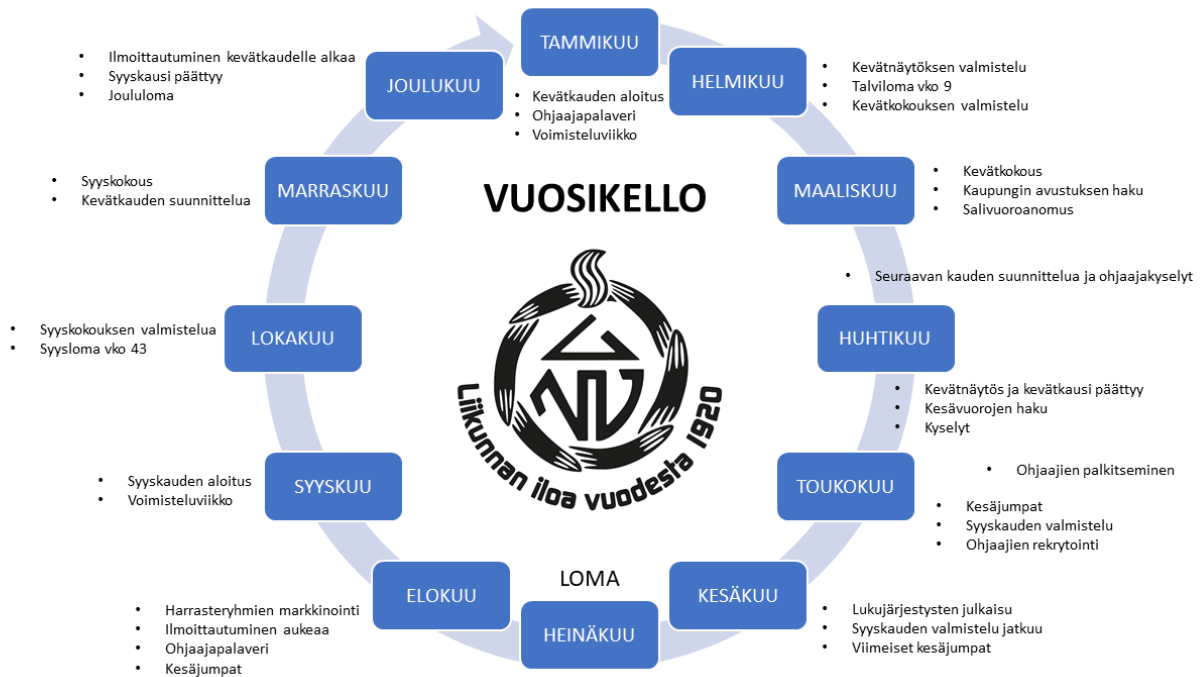 TAMMIKUU
• Kevätkauden aloitus
• Ohjaajapalaveri
• Voimisteluviikko
HELMIKUU
• Kevätnäytöksen valmistelu
• Talviloma vko 9
• Kevätkokouksen valmistelu
MAALISKUU
• Kevätkokous
• Kaupungin avustuksen haku
• Salivuoroanomus
• Seuraavan kauden suunnittelua ja ohjaajakyselyt
HUHTIKUU
• Kevätnäytös ja kevätkausi päättyy
• Kesävuorojen haku
• Kyselyt
TOUKOKUU
• Ohjaajien palkitseminen
• Kesäjumpat
• Syyskauden valmistelu
• Ohjaajien rekrytointi
KESÄKUU
• Lukujärjestysten julkaisu
• Syyskauden valmistelu jatkuu
• Viimeiset kesäjumpat
LOMA
HEINÄKUU
ELOKUU
• Harrasteryhmien markkinointi
• Ilmoittautuminen aukeaa
• Ohjaajapalaveri
• Kesäjumpat
SYYSKUU
• Syyskauden aloitus
• Voimisteluviikko
LOKAKUU
• Syyskokouksen valmistelua
• Syysloma vko 43
MARRASKUU
• Syyskokous
• Kevätkauden suunnittelua
JOULUKUU
• Ilmoittautuminen kevätkaudelle alkaa
• Syyskausi päättyy
• Joululoma
VUOSIKELLO
Liikunnan iloa vuodesta 1920